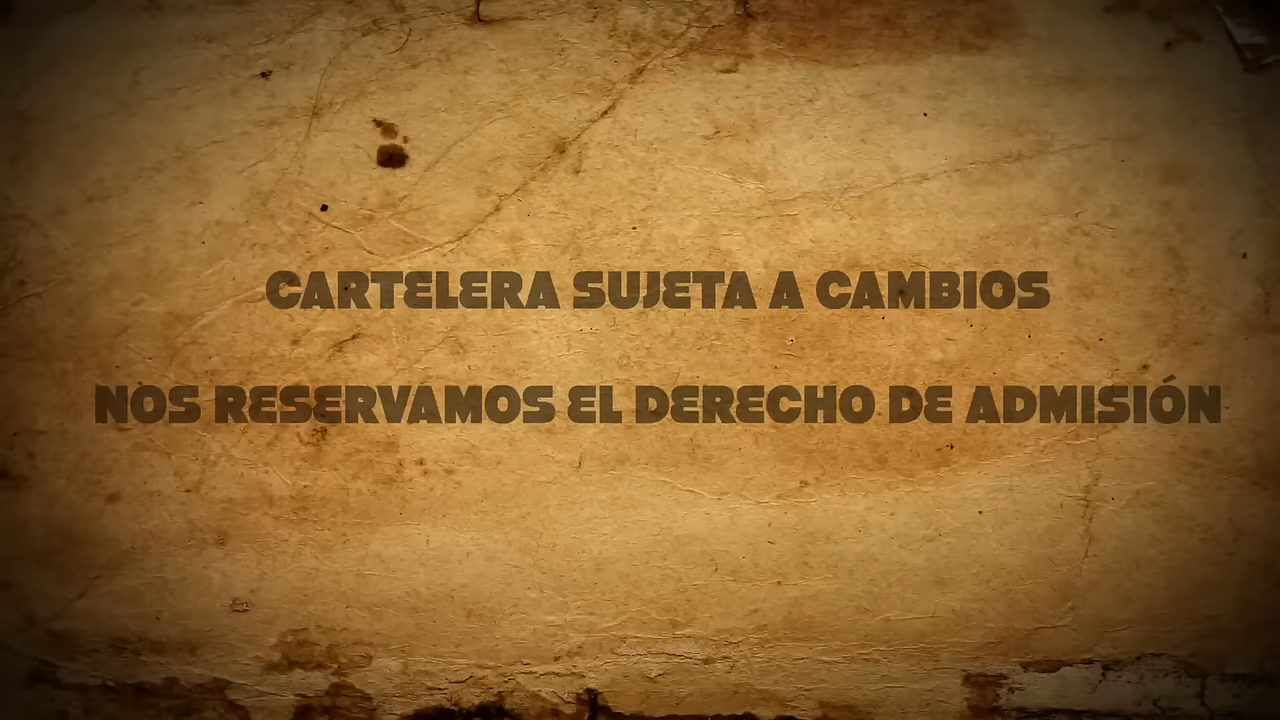 CARTELERA SUJETA A CAMBIOS
NOS RESERVAMOS EL DERECHO DE ADMISIÓN